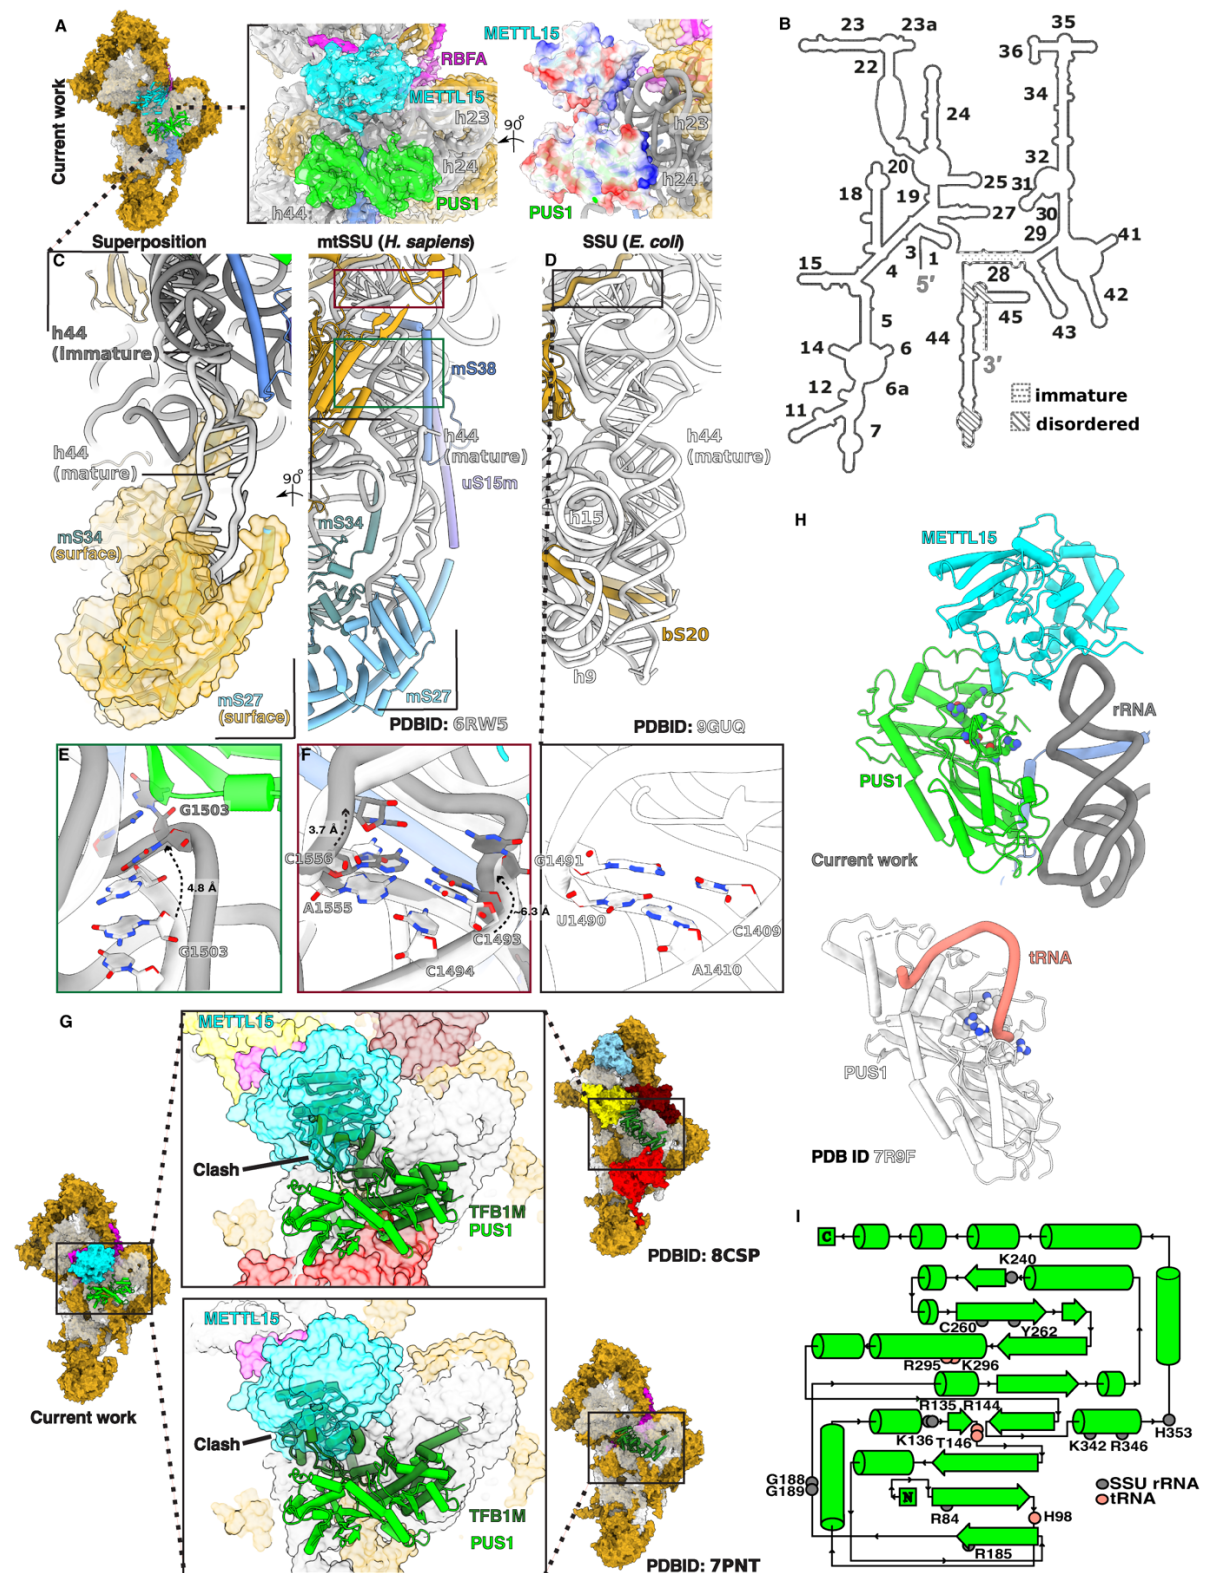 A
Current work
METTL15
RBFA
METTL15
h23
h24
h44
PUS1
90°
METTL15
h23
h24
PUS1
B
23
23a
35
36
22
34
24
32
20
31
25
18
19
30
27
29
41
3
1
15
4
28
5'
42
45
43
5
44
14
6
3'
12
6a
11
7
immature
disordered
Superposition
mtSSU (H. sapiens)
SSU (E. coli)
C
h44
(Immature)
h44
(mature)
90°
mS34
(surface)
mS27
(surface)
mS38
h44
(mature)
uS15m
mS34
mS27
PDBID: 6RW5
D
h44
(mature)
h15
bS20
h9
PDBID: 9GUQ
E
G1503
4.8 Å
G1503
F
3.7 Å
C1556
A1555
~6.3 Å
C1493
C1494
G1491
U1490
C1409
A1410
G
METTL15
Clash
TFB1M
PUS1
PDBID: 8CSP
METTL15
Clash
TFB1M
PUS1
PDBID: 7PNT
Current work
H
METTL15
rRNA
PUS1
Current work
tRNA
PUS1
PDB ID 7R9F
I
C
K240
C260
Y262
R295
K296
R135
R144
K136
T146
K342
R346
H353
G188
G189
N
R84
H98
R185
SSU rRNA
tRNA